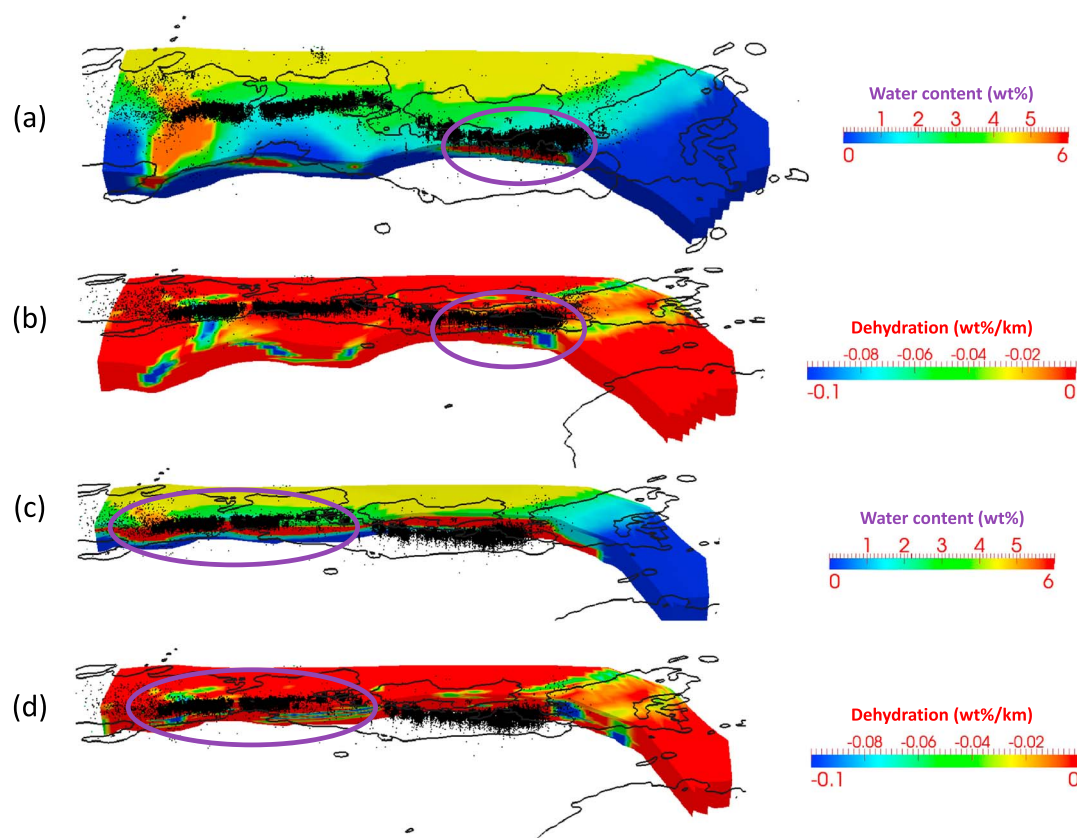 (a)
Water content (wt%)
1 2 3 4 5
0 6
(b)
Dehydration (wt%/km)
-0.08 -0.06 -0.04 -0.02
-0.1 0
(c)
Water content (wt%)
1 2 3 4 5
0 6
(d)
Dehydration (wt%/km)
-0.08 -0.06 -0.04 -0.02
-0.1 0